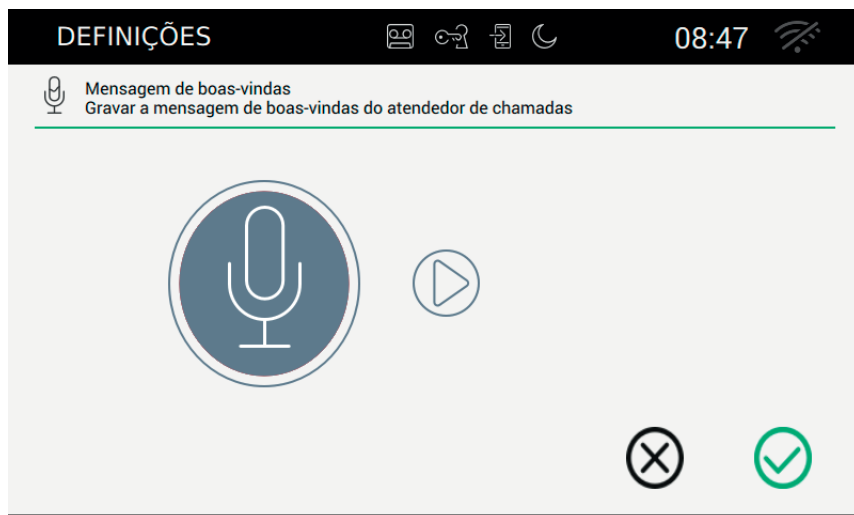 DEFINIÇÕES
08:47
Mensagem de boas-vindas
Gravar a mensagem de boas-vindas do atendedor de chamadas